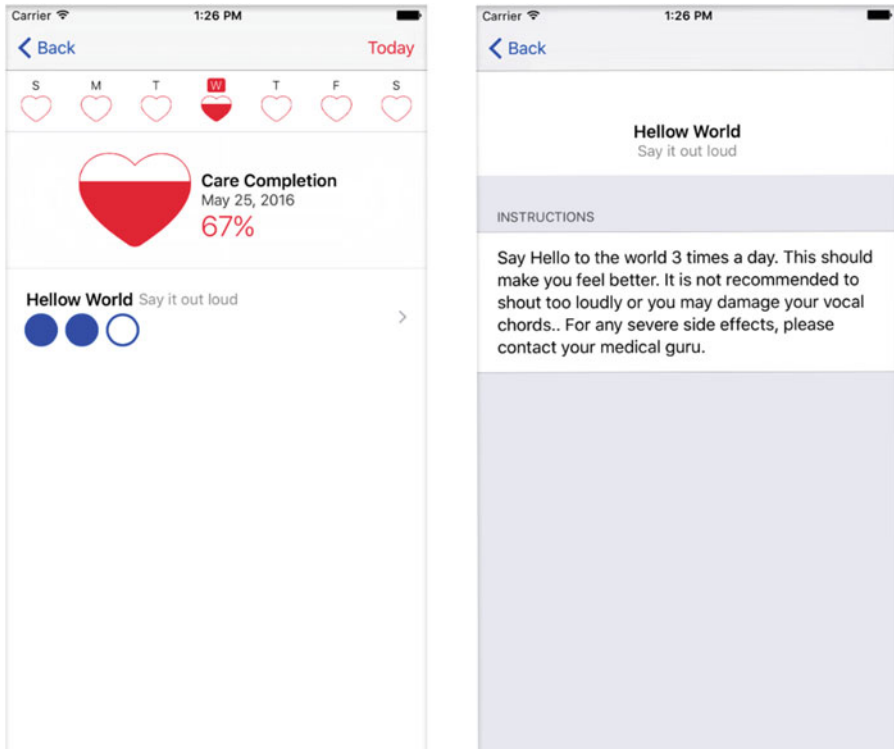 Carrier 1:26 PM
Back Today
S M T W T F S
Care Completion
May 25, 2016
67%
Hellow World Say it out loud
Carrier 1:26 PM
Back
Hellow World
Say it out loud
INSTRUCTIONS
Say Hello to the world 3 times a day. This should
make you feel better. It is not recommended to
shout too loudly or you may damage your vocal
chords.. For any severe side effects, please
contact your medical guru.